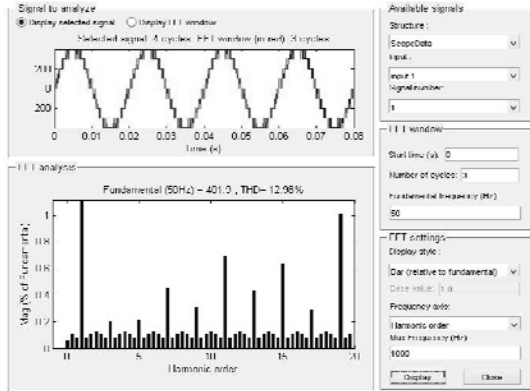 Signal to analyze
Display selected signal
Display FFT window
Selected signal: 4 cycles. FFT window (in red): 3 cycles
200
0
200
0
0.01
0.02
0.03
0.04
0.05
0.06
0.07
0.08
Time (s)
FFT analysis
Fundamental (50Hz) = 401.9 , THD= 12.98%
Mag (% of Fundamental)
1
0.8
0.6
0.4
0.2
0
0
5
10
15
20
Harmonic order
Available signals
Structure :
ScopeData
Input :
input 1
Signal number:
1
FFT window
Start time (s): 0
Number of cycles: 3
Fundamental frequency (Hz):
50
FFT settings
Display style :
Bar (relative to fundamental)
Base value: 1.0
Frequency axis:
Harmonic order
Max Frequency (Hz):
1000
Display
Close